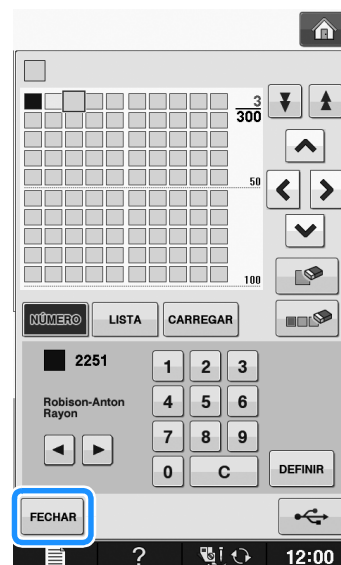 3
300
50
100
NÚMERO LISTA CARREGAR
2251
Robison-Anton
Rayon
1 2 3
4 5 6
7 8 9
0 C DEFINIR
FECHAR
? 12:00